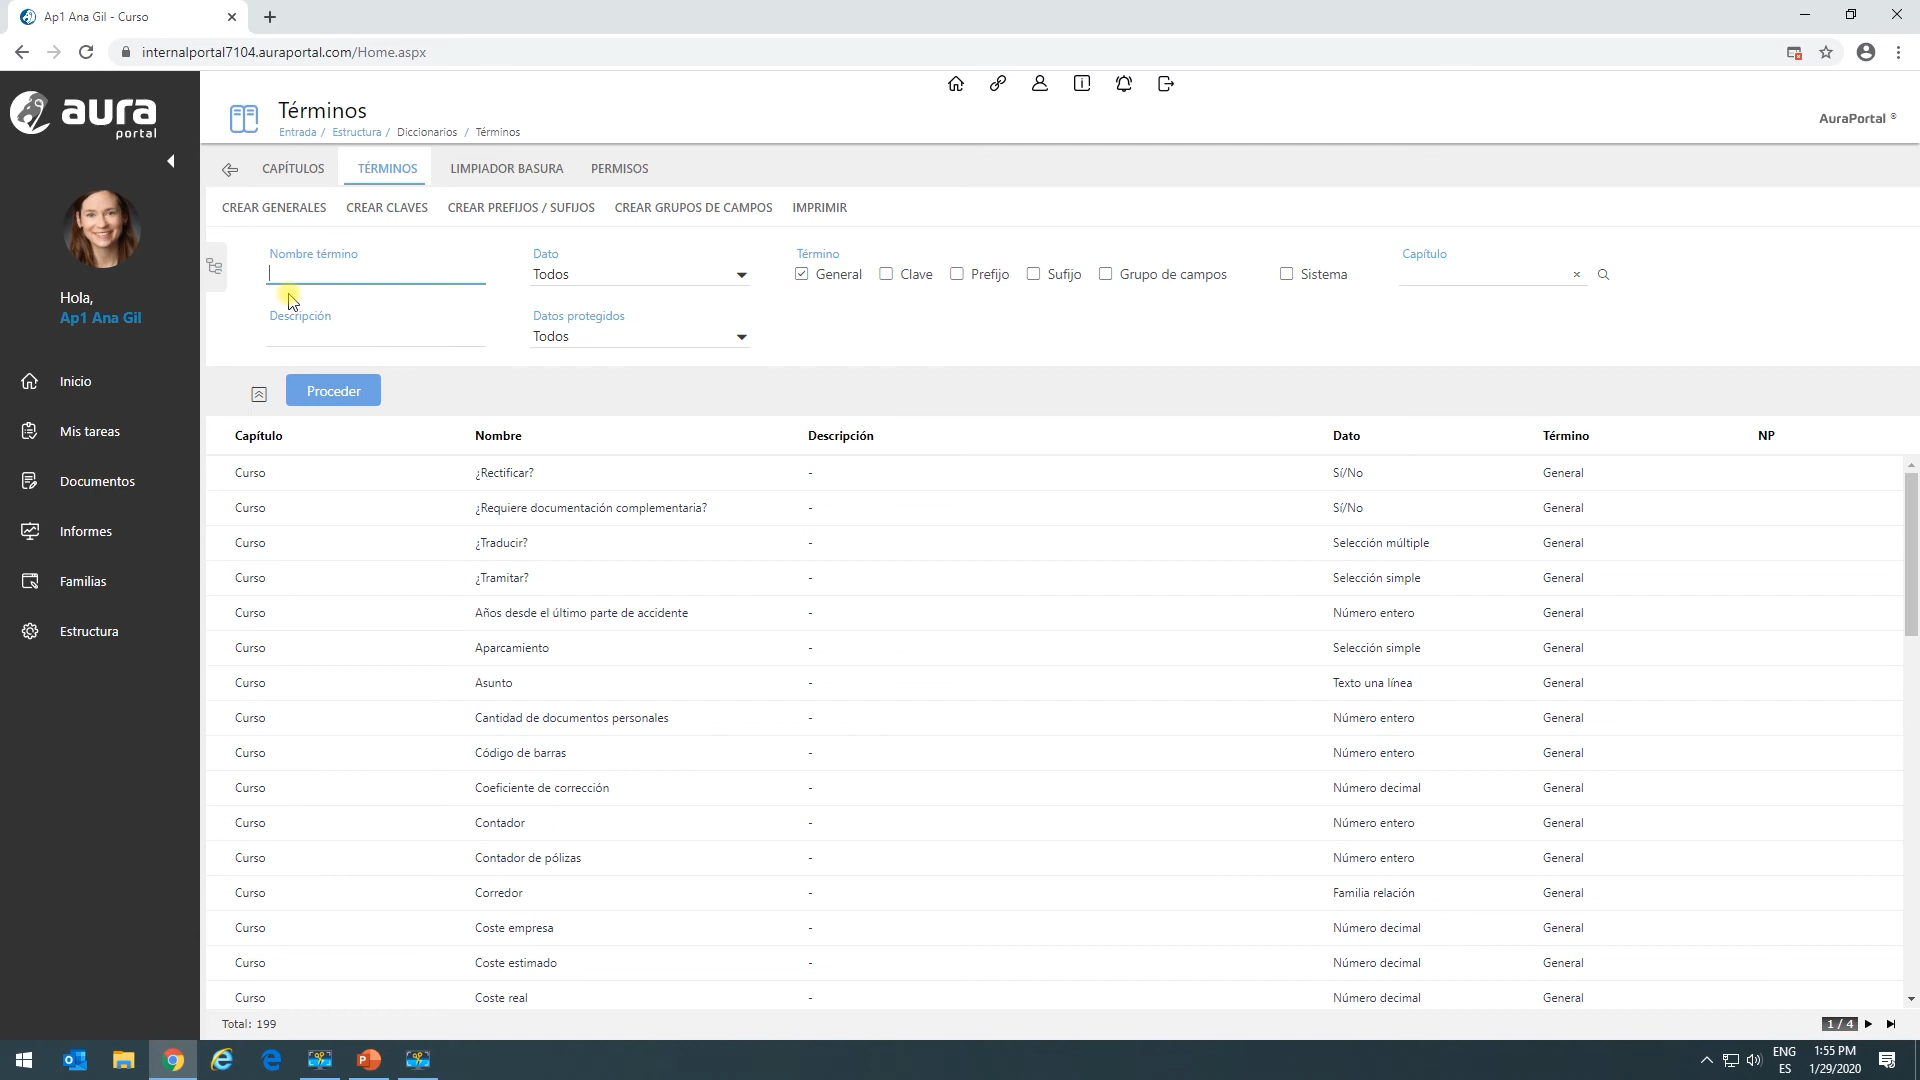 Ap1 Ana Gil - Curso
internalportal7104.auraportal.com/Home.aspx
aura
portal
Términos
Entrada / Estructura / Diccionarios / Términos
AuraPortal ®
CAPÍTULOS TÉRMINOS LIMPIADOR BASURA PERMISOS
CREAR GENERALES CREAR CLAVES CREAR PREFIJOS / SUFIJOS CREAR GRUPOS DE CAMPOS IMPRIMIR
Nombre término Dato Término Capítulo
Todos General Clave Prefijo Sufijo Grupo de campos Sistema
Descripción Datos protegidos
Todos
Proceder
Hola,
Ap1 Ana Gil
Inicio
Mis tareas
Documentos
Informes
Familias
Estructura
Capítulo Nombre Descripción Dato Término NP
Curso ¿Rectificar? - Sí/No General
Curso ¿Requiere documentación complementaria? - Sí/No General
Curso ¿Traducir? - Selección múltiple General
Curso ¿Tramitar? - Selección simple General
Curso Años desde el último parte de accidente - Número entero General
Curso Aparcamiento - Selección simple General
Curso Asunto - Texto una línea General
Curso Cantidad de documentos personales - Número entero General
Curso Código de barras - Número entero General
Curso Coeficiente de corrección - Número decimal General
Curso Contador - Número entero General
Curso Contador de pólizas - Número entero General
Curso Corredor - Familia relación General
Curso Coste empresa - Número decimal General
Curso Coste estimado - Número decimal General
Curso Coste real - Número decimal General
Total: 199 1 / 4
ENG 1:55 PM
ES 1/29/2020